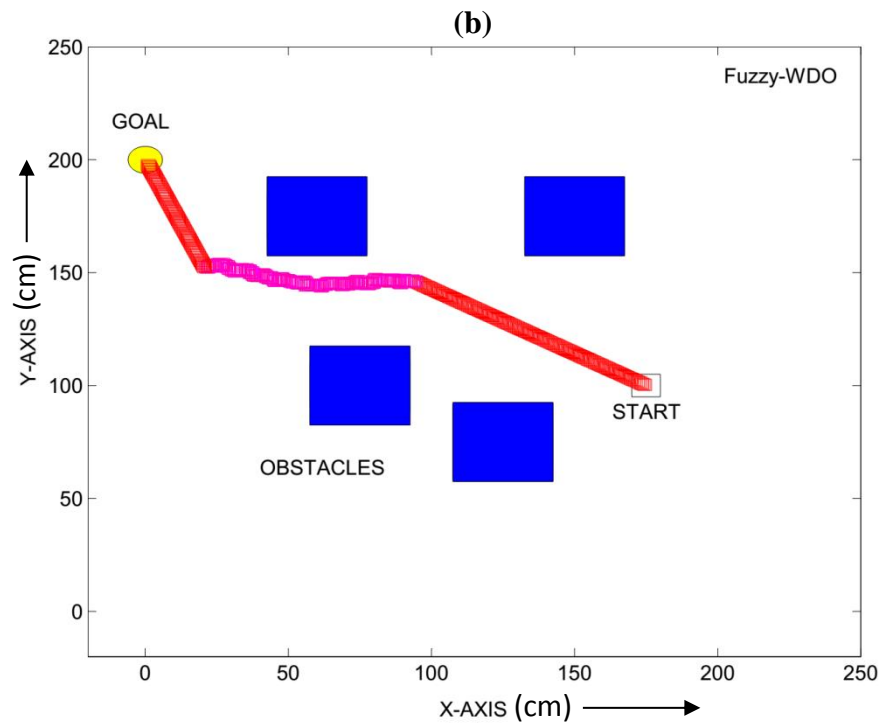 (b)
250
Fuzzy-WDO
GOAL
200
150
100
START
OBSTACLES
50
0
Y-AXIS (cm)
0 50 100 150 200 250
X-AXIS (cm)